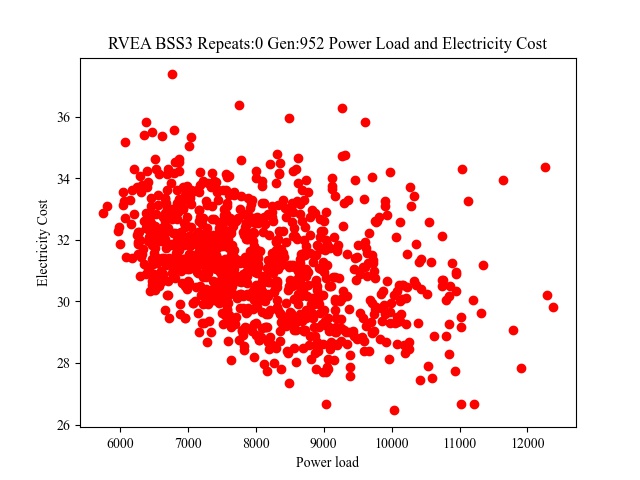 RVEA BSS3 Repeats:0 Gen:952 Power Load and Electricity Cost
Electricity Cost
36
34
32
30
28
26
6000 7000 8000 9000 10000 11000 12000
Power load